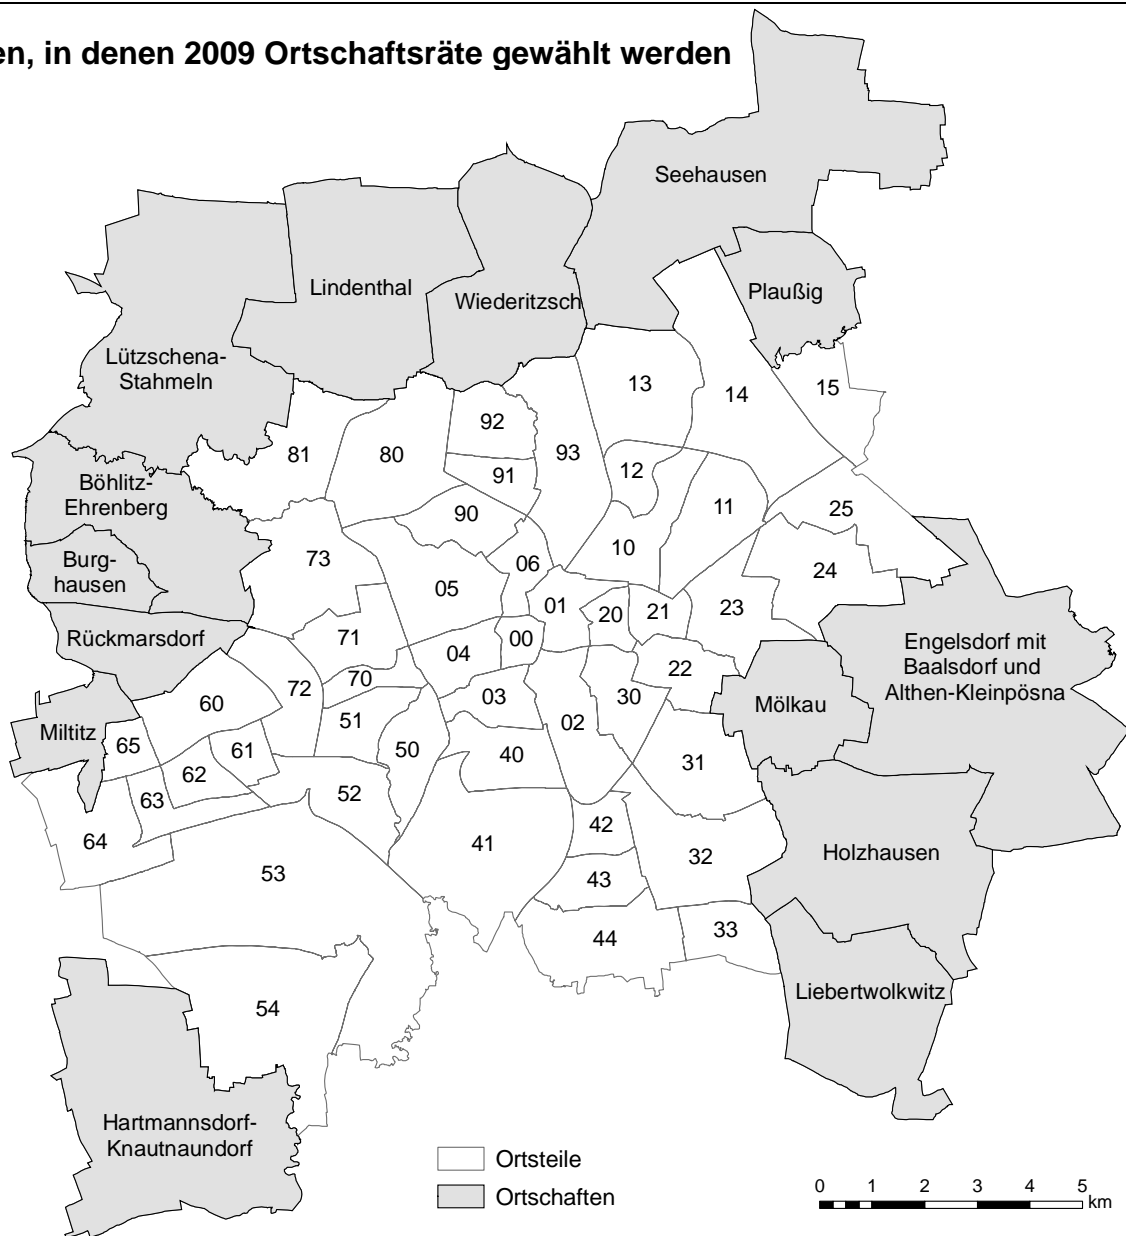 en, in denen 2009 Ortschaftsräte gewählt werden
Seehausen
Lindenthal
Wiederitzsch
Plaußig
Lützschena-
Stahmeln
13
14
15
92
93
81
80
91
12
Böhlitz-
Ehrenberg
11
25
90
10
73
06
24
Burg-
hausen
05
01
20
21
23
Rückmarsdorf
71
04
00
22
Engelsdorf mit
Baalsdorf und
Althen-Kleinpösna
70
72
03
30
60
Mölkau
51
02
Miltitz
65
61
50
40
31
62
63
52
64
41
42
32
Holzhausen
53
43
44
33
Liebertwolkwitz
54
Hartmannsdorf-
Knautnaundorf
Ortsteile
Ortschaften
0 1 2 3 4 5
km